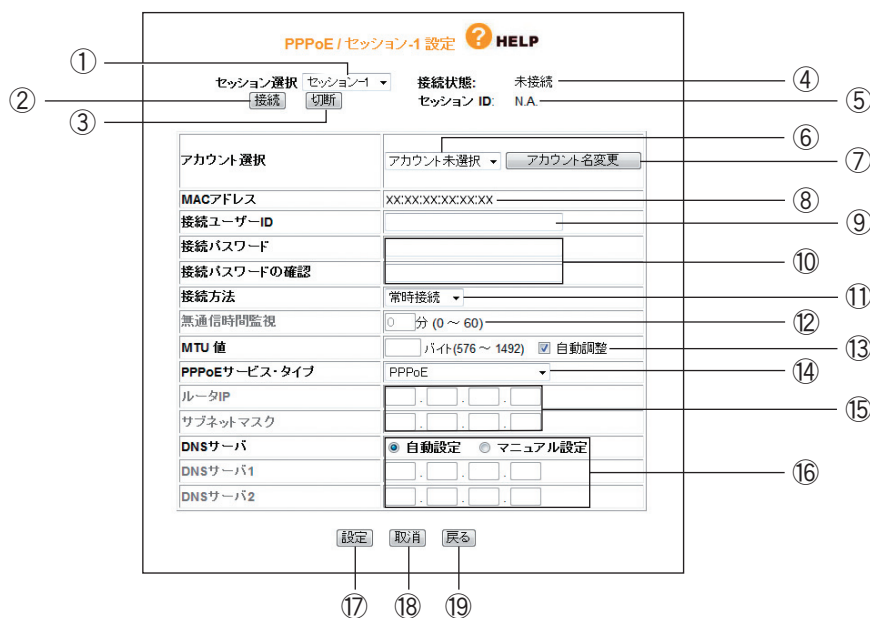 PPPoE / セッション-1 設定 ? HELP
①
セッション選択 セッション-1 接続状態: 未接続 ④
② 接続 切断 セッション ID: N.A. ⑤
③
⑥
アカウント選択 アカウント未選択 アカウント名変更 ⑦
MACアドレス XX:XX:XX:XX:XX:XX ⑧
接続ユーザーID ⑨
接続パスワード
⑩
接続パスワードの確認
接続方法 常時接続 ⑪
無通信時間監視 0 分 (0 ～ 60) ⑫
MTU 値 バイト(576 ～ 1492) 自動調整 ⑬
PPPoEサービス・タイプ PPPoE ⑭
ルータIP . . .
⑮
サブネットマスク . . .
DNSサーバ 自動設定 マニュアル設定
DNSサーバ1 . . . ⑯
DNSサーバ2 . . .
設定 取消 戻る
⑰ ⑱ ⑲